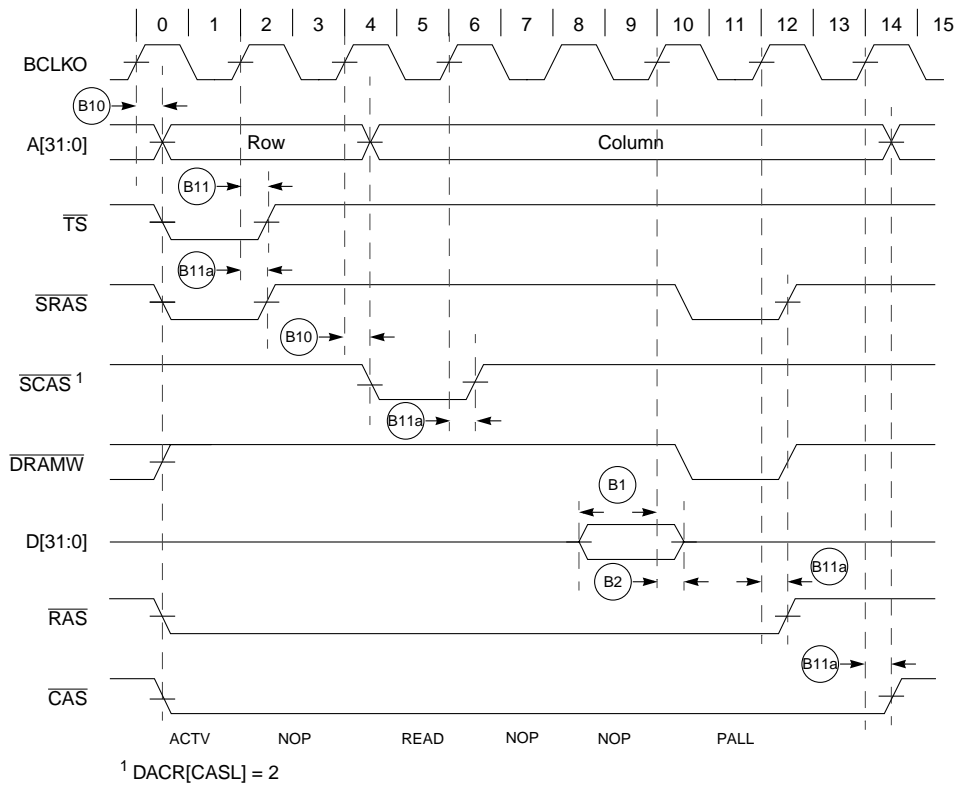 0 1 2 3 4 5 6 7 8 9 10 11 12 13 14 15
BCLKO
B10
A[31:0] Row Column
B11
TS
B11a
SRAS
B10
SCAS 1
B11a
DRAMW
B1
D[31:0]
B2 B11a
RAS
B11a
CAS
ACTV NOP READ NOP NOP PALL
1 DACR[CASL] = 2